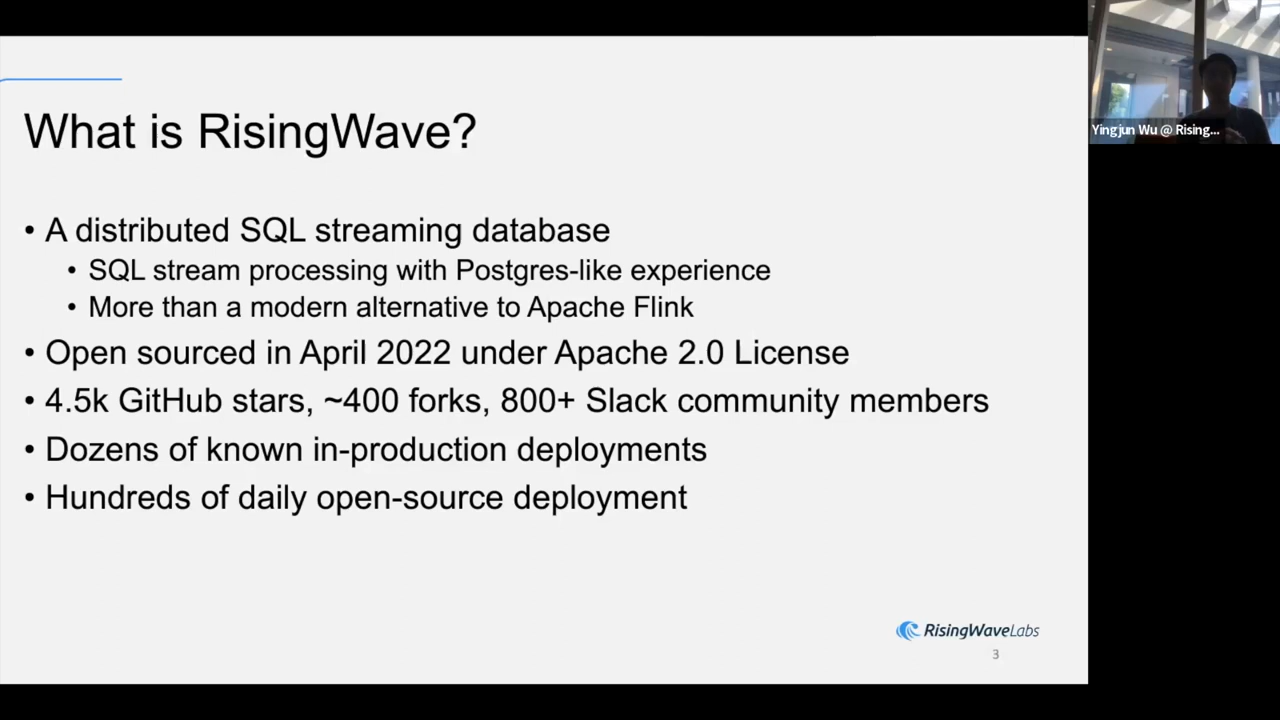 What is RisingWave?
• A distributed SQL streaming database
• SQL stream processing with Postgres-like experience
• More than a modern alternative to Apache Flink
• Open sourced in April 2022 under Apache 2.0 License
• 4.5k GitHub stars, ~400 forks, 800+ Slack community members
• Dozens of known in-production deployments
• Hundreds of daily open-source deployment
RisingWaveLabs
3
Yingjun Wu @ Rising...